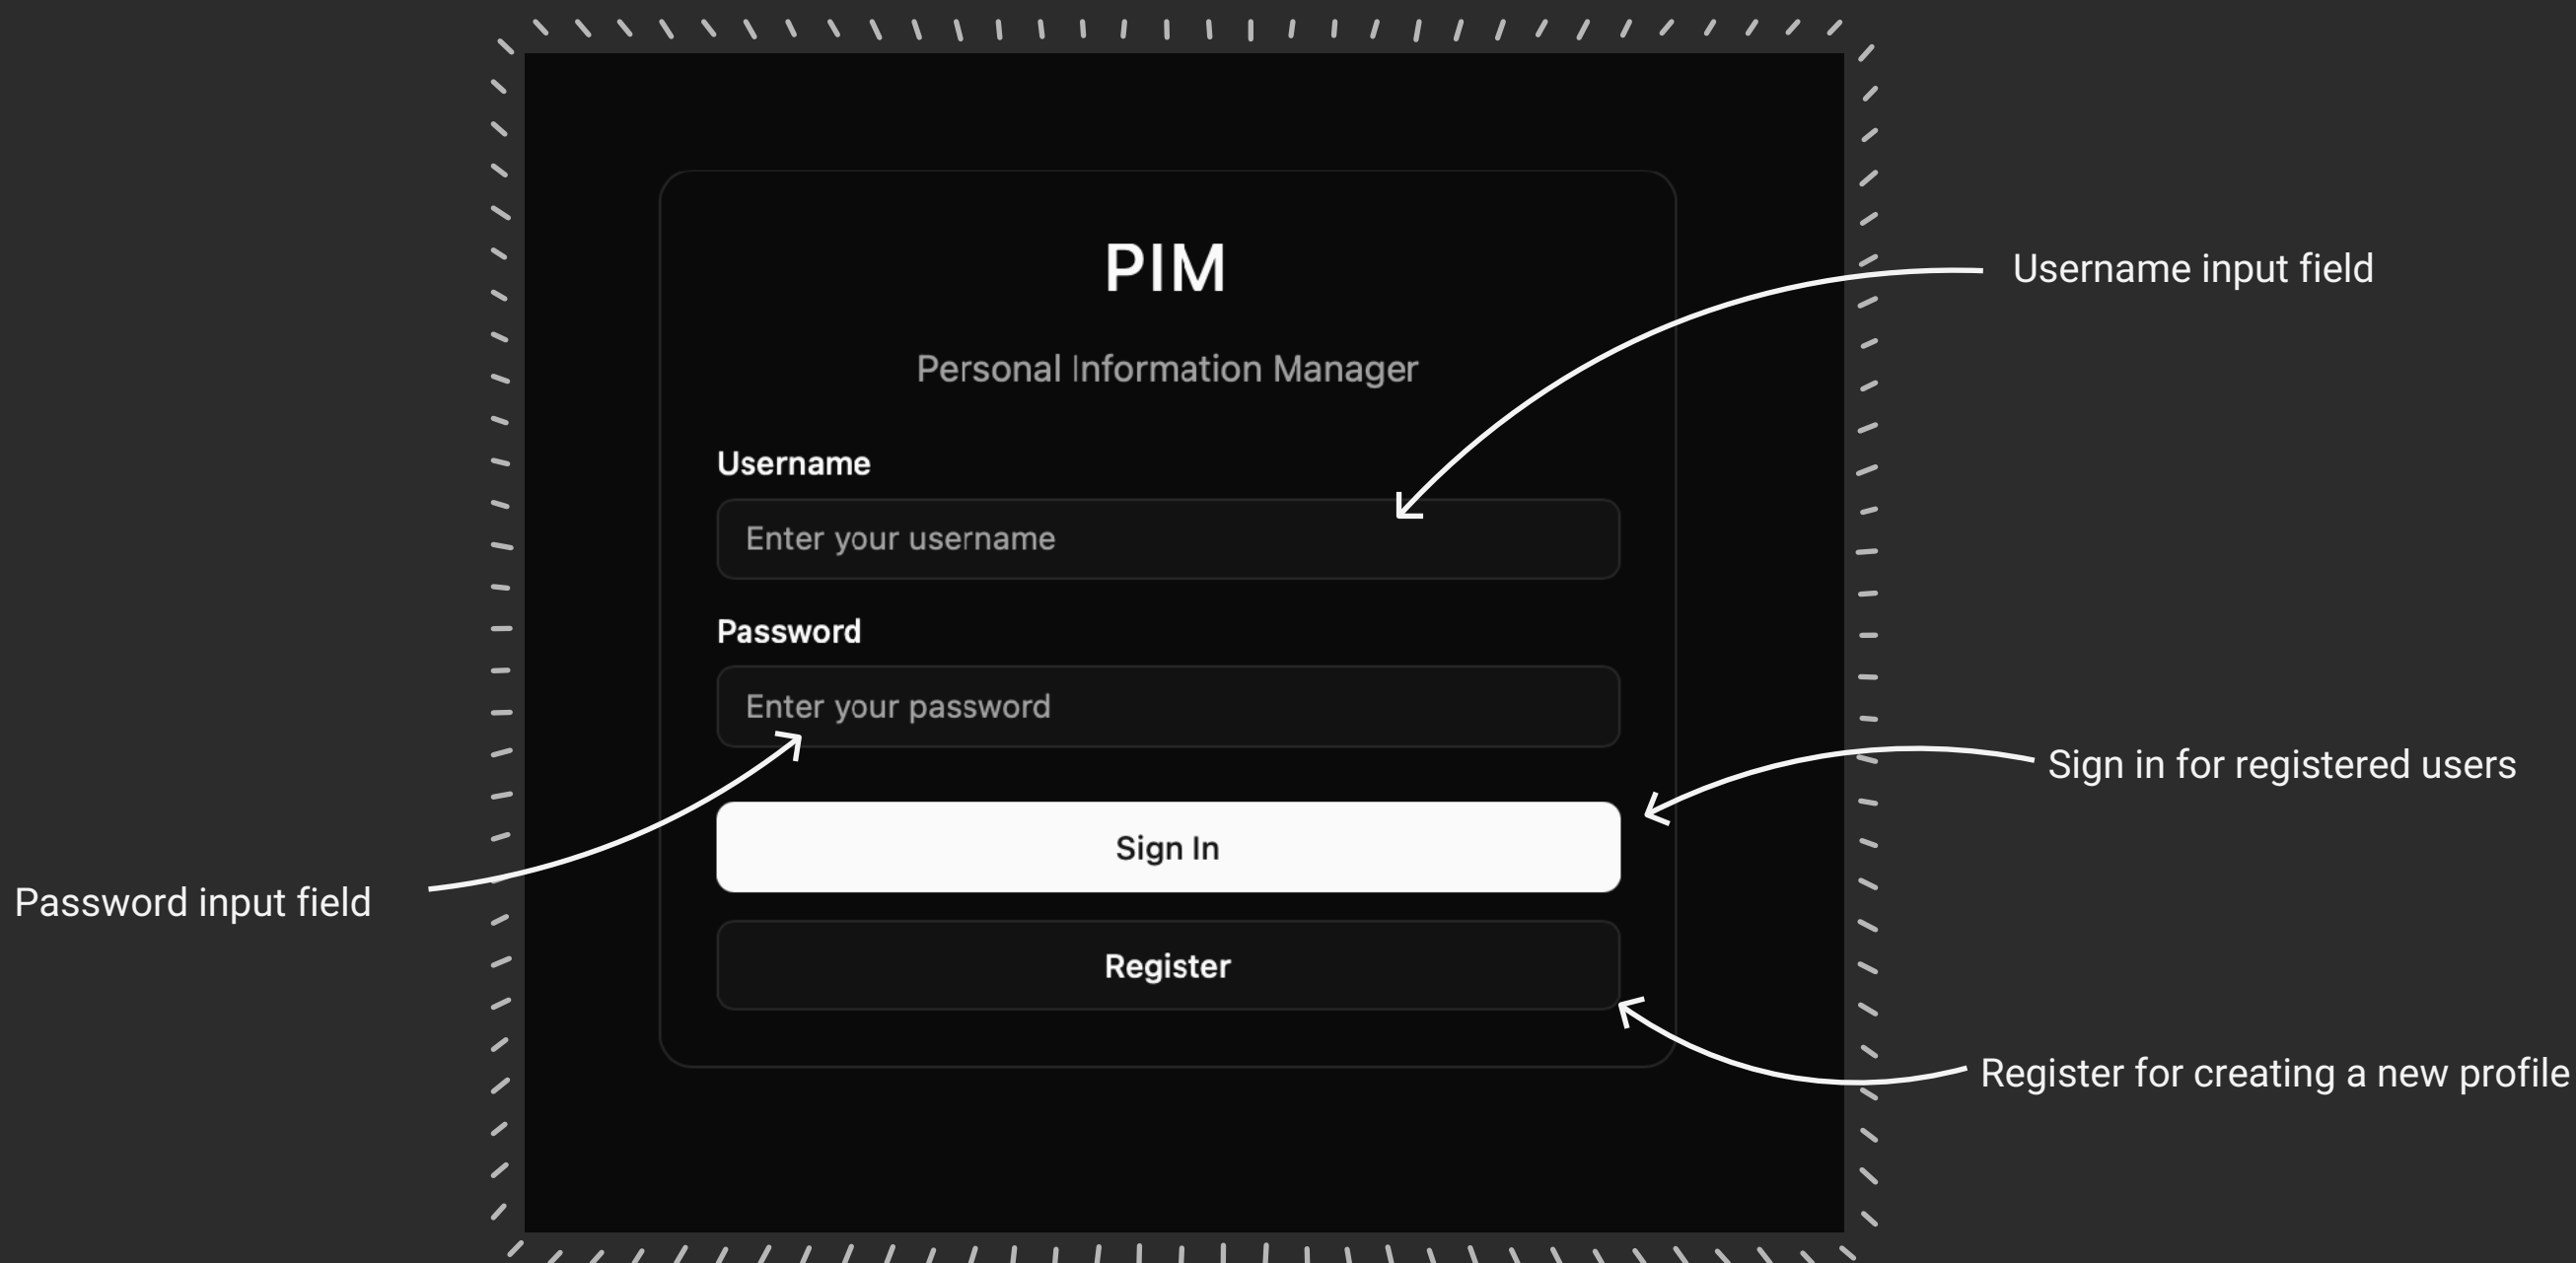 PIM
Personal Information Manager
Username input field
Username
Enter your username
Password
Enter your password
Sign in for registered users
Sign In
Password input field
Register
Register for creating a new profile